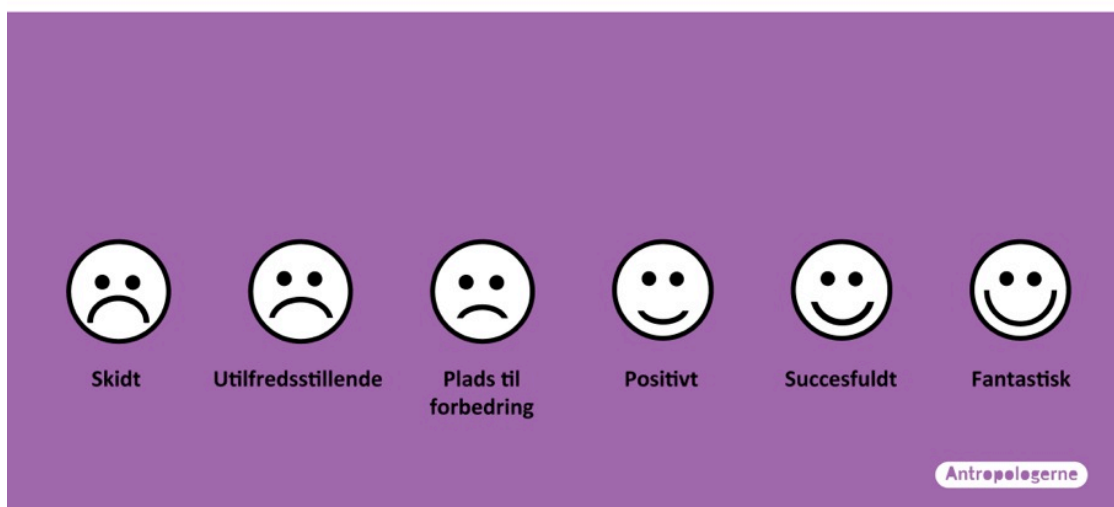 Skidt
Utilfredsstillende
Plads til
forbedring
Positivt
Succesfuldt
Fantastisk
Antropologerne